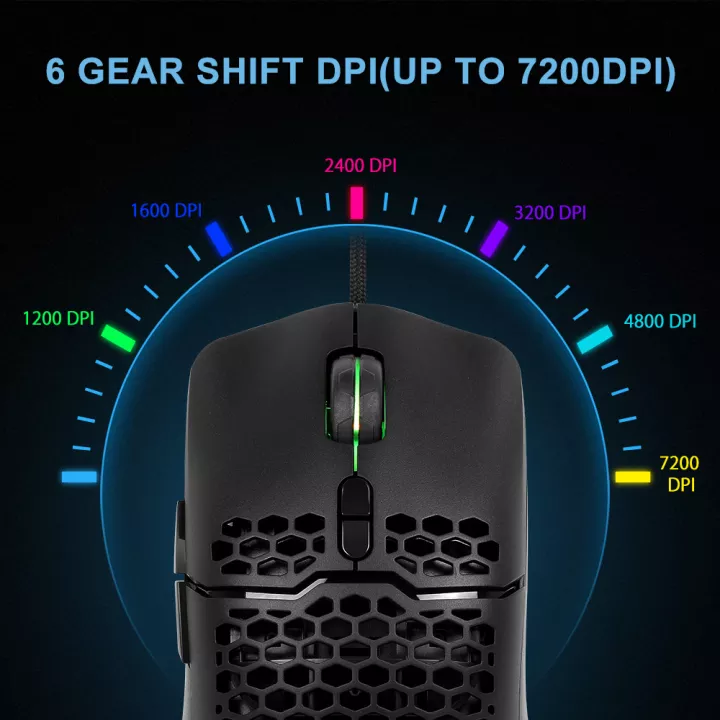 6 GEAR SHIFT DPI(UP TO 7200DPI)
2400 DPI
1600 DPI
3200 DPI
1200 DPI
4800 DPI
7200
DPI